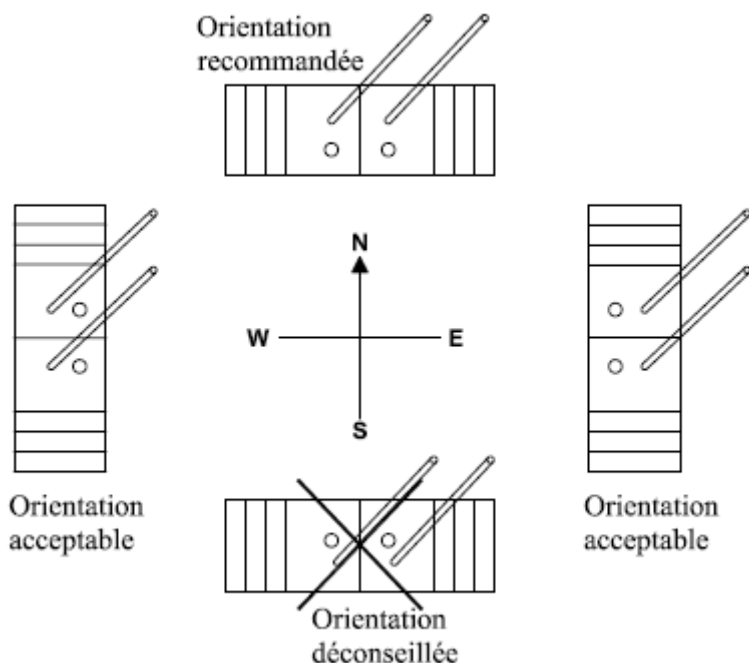 Orientation
recommandée
N
W E
S
Orientation
acceptable
Orientation
acceptable
Orientation
déconseillée